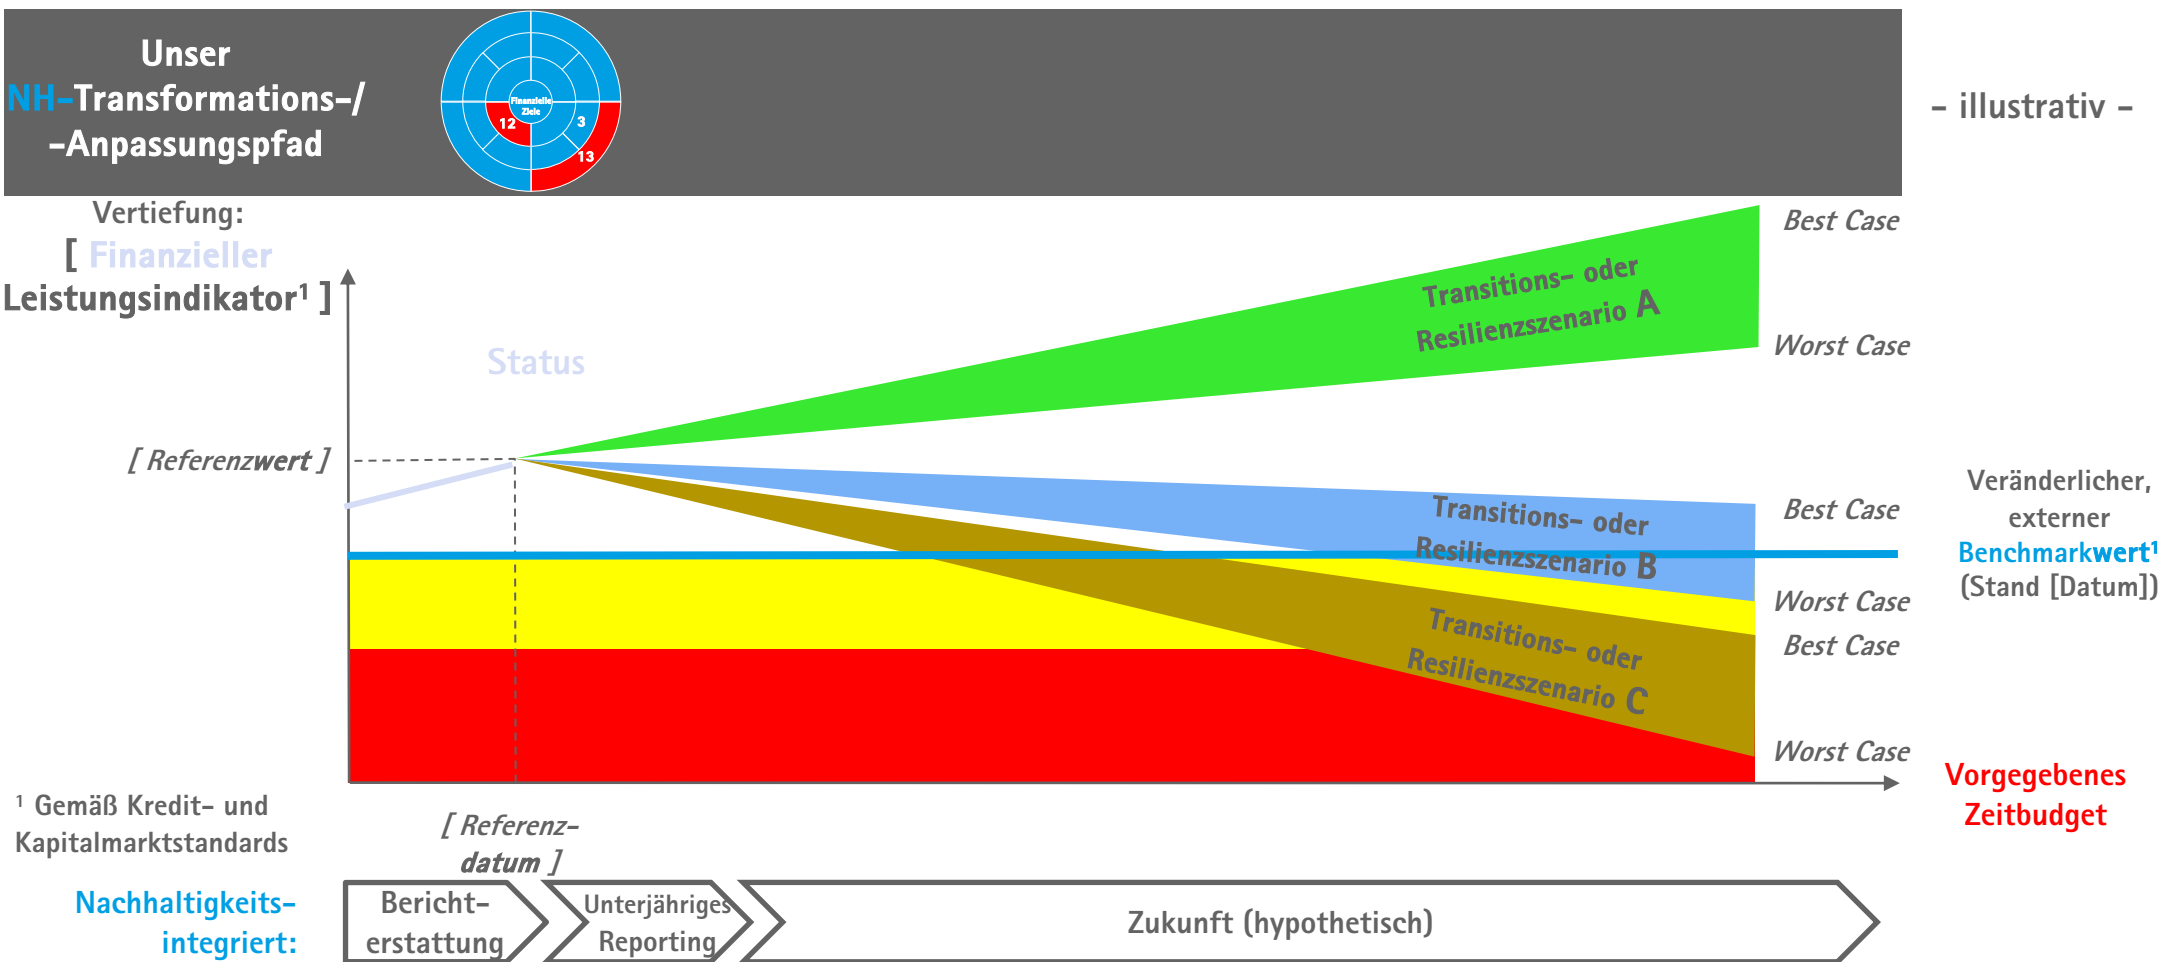 Unser
NH-Transformations-/
-Anpassungspfad
Finanzielle
Ziele
12
3
13
- illustrativ -
Vertiefung:
[ Finanzieller
Leistungsindikator¹ ]
Status
[ Referenzwert ]
Transitions- oder
Resilienzszenario A
Best Case
Worst Case
Transitions- oder
Resilienzszenario B
Best Case
Worst Case
Transitions- oder
Resilienzszenario C
Best Case
Worst Case
Veränderlicher,
externer
Benchmarkwert¹
(Stand [Datum])
Vorgegebenes
Zeitbudget
¹ Gemäß Kredit- und
Kapitalmarktstandards
[ Referenz-
datum ]
Nachhaltigkeits-
integriert:
Bericht-
erstattung
Unterjähriges
Reporting
Zukunft (hypothetisch)